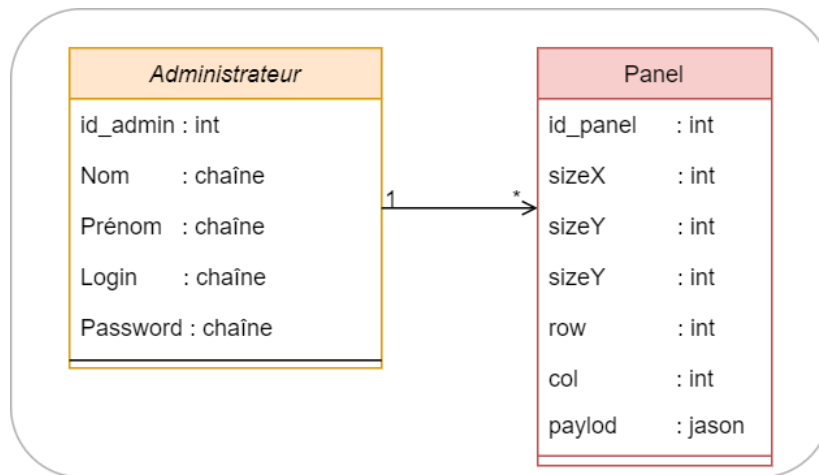 Administrateur
id_admin : int
Nom : chaîne
Prénom : chaîne
Login : chaîne
Password : chaîne
1
*
Panel
id_panel : int
sizeX : int
sizeY : int
sizeY : int
row : int
col : int
paylod : jason